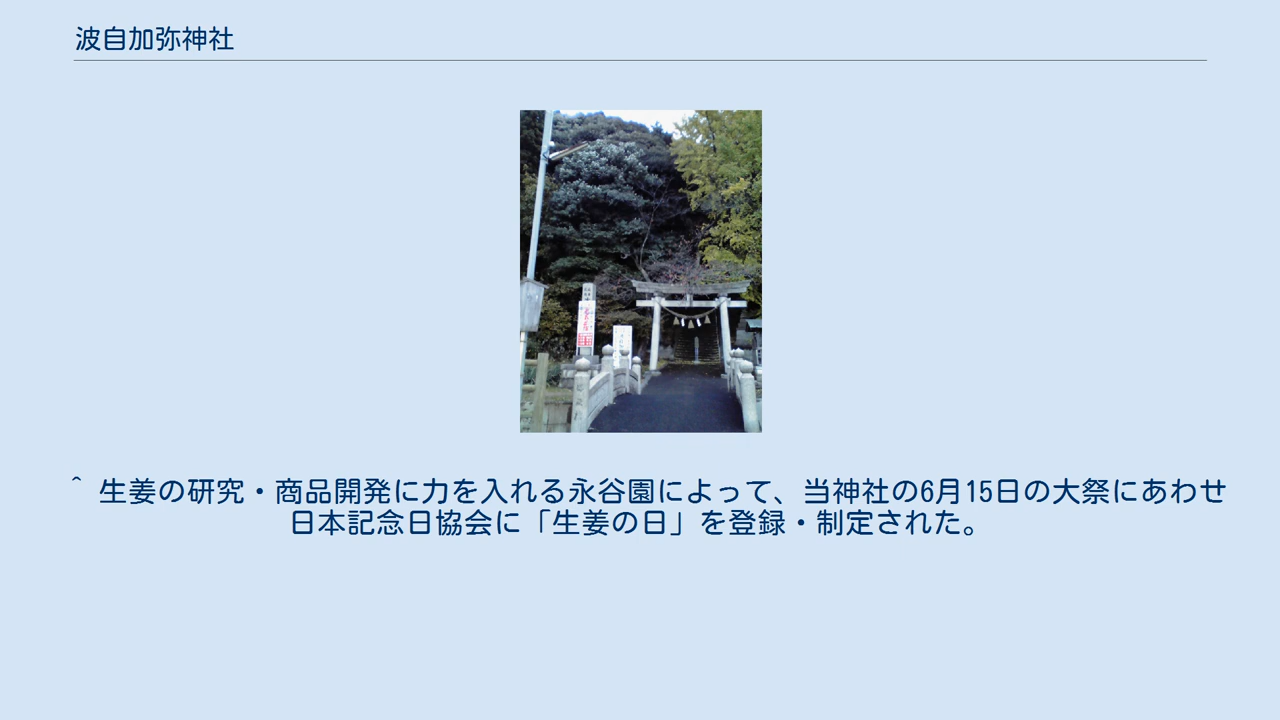 波自加弥神社
^ 生姜の研究・商品開発に力を入れる永谷園によって、当神社の6月15日の大祭にあわせ
日本記念日協会に「生姜の日」を登録・制定された。